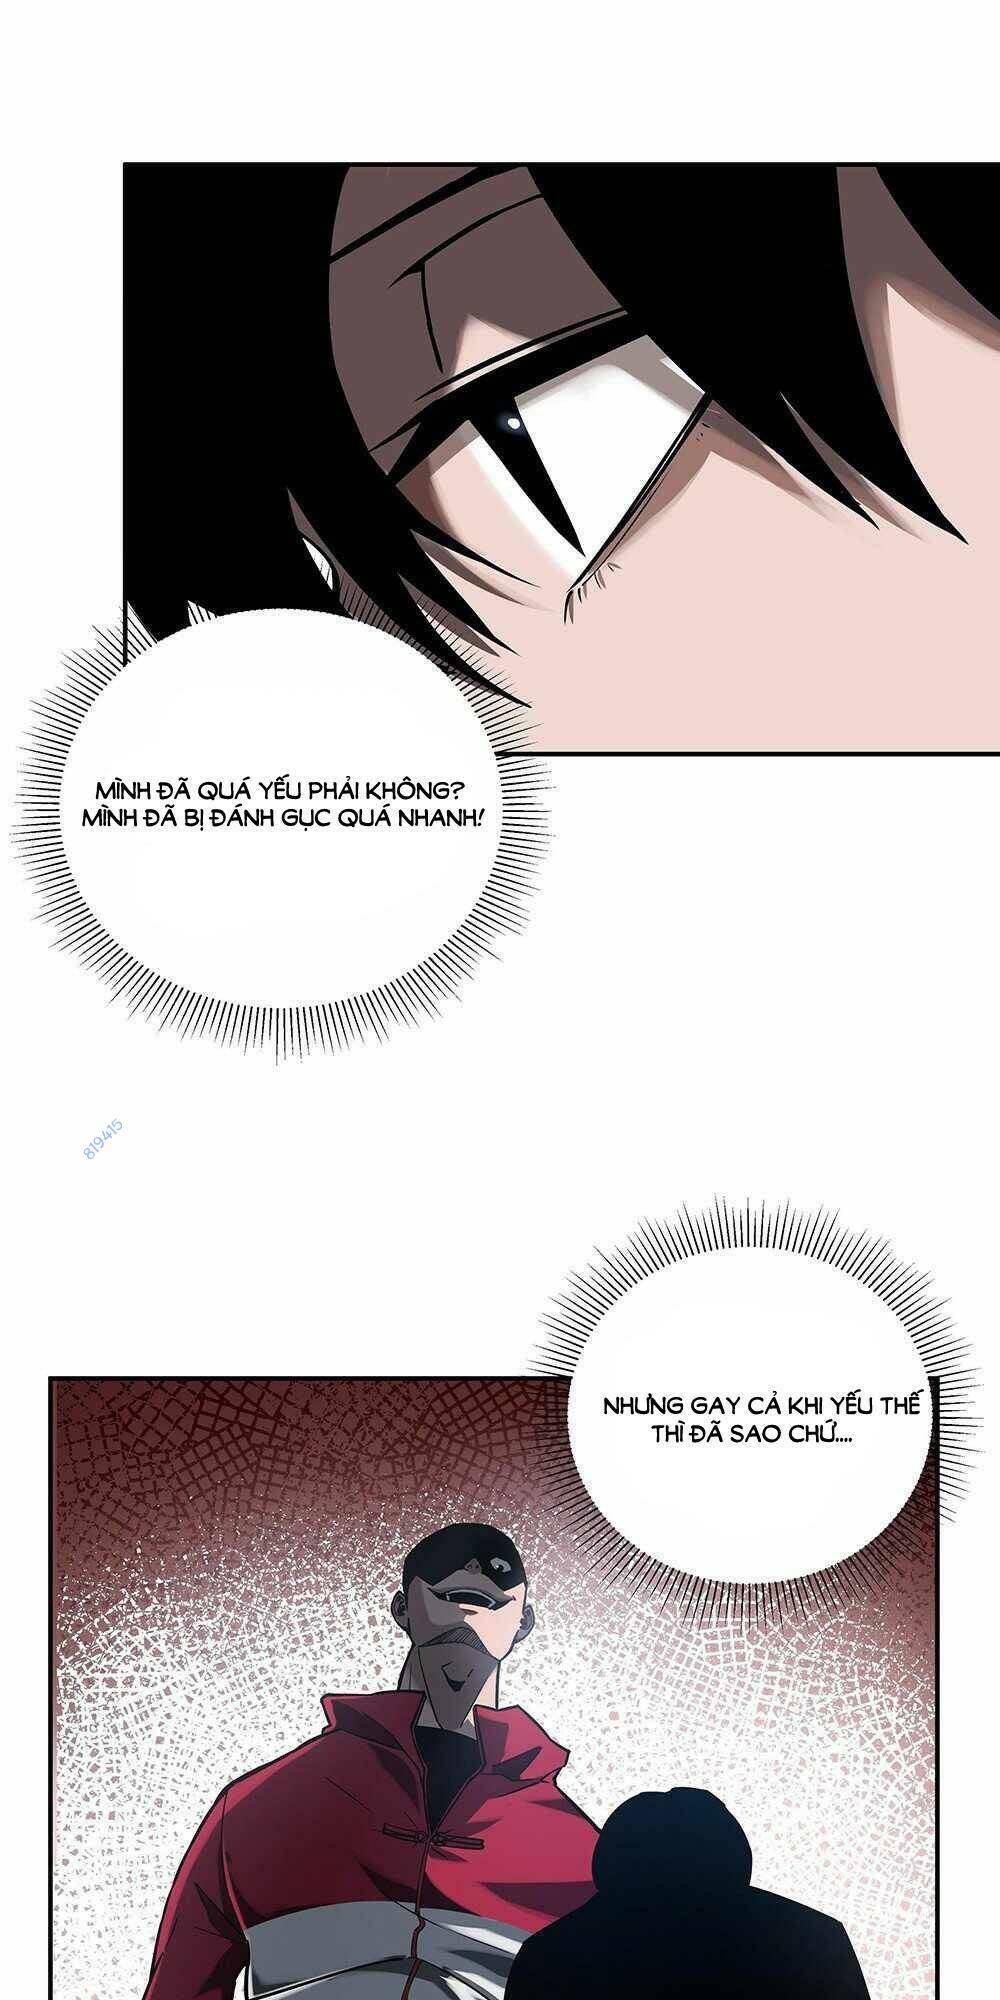 MÌNH ĐÃ QUÁ YẾU PHẢI KHÔNG?
MÌNH ĐÃ BỊ ĐÁNH GỤC QUÁ NHANH!
819415
NHƯNG GAY CẢ KHI YẾU THẾ
THÌ ĐÃ SAO CHỨ....